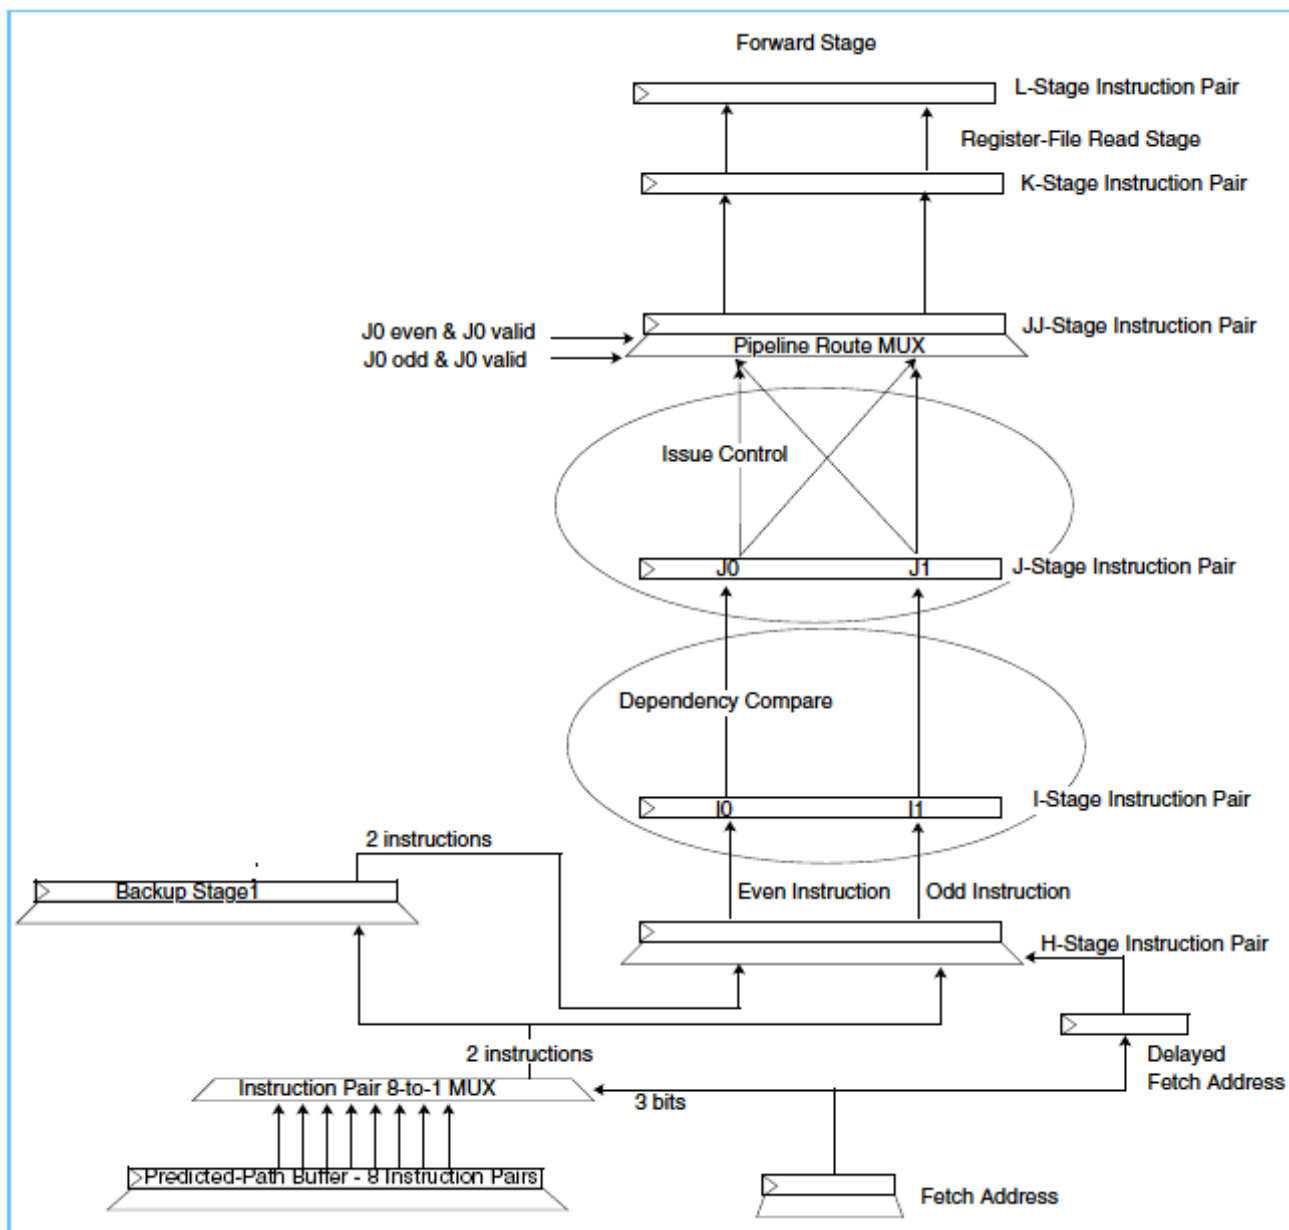 Forward Stage
L-Stage Instruction Pair
Register-File Read Stage
K-Stage Instruction Pair
J0 even & J0 valid
JJ-Stage Instruction Pair
Pipeline Route MUX
J0 odd & J0 valid
Issue Control
J0 J1
J-Stage Instruction Pair
Dependency Compare
I0 I1
I-Stage Instruction Pair
2 instructions
Backup Stage1
Even Instruction
Odd Instruction
H-Stage Instruction Pair
2 instructions
Delayed
Fetch Address
Instruction Pair 8-to-1 MUX
3 bits
Predicted-Path Buffer - 8 Instruction Pairs
Fetch Address